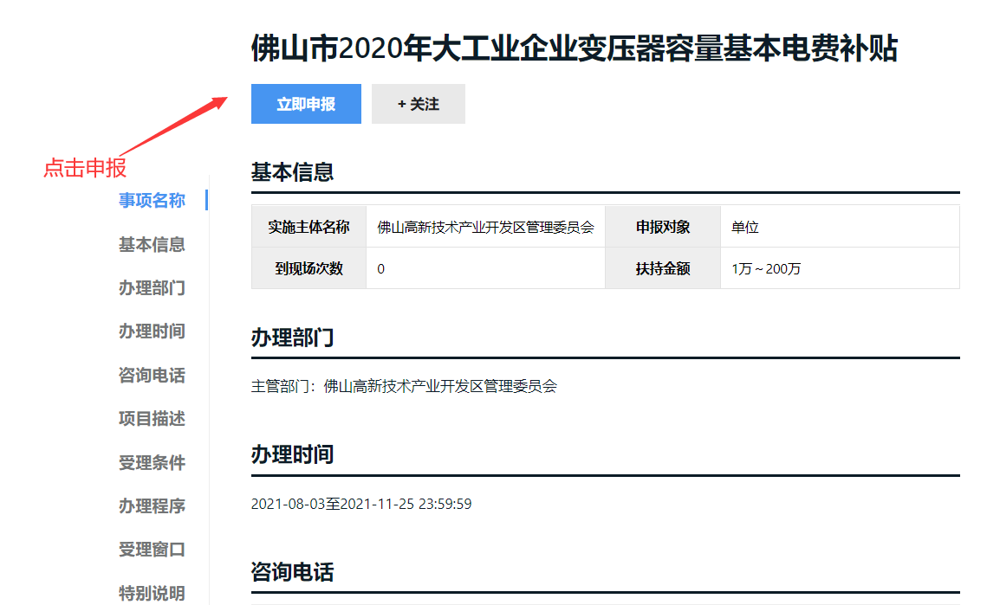 佛山市2020年大工业企业变压器容量基本电费补贴
立即申报
+ 关注
点击申报
事项名称
基本信息
办理部门
办理时间
咨询电话
项目描述
受理条件
办理程序
受理窗口
特别说明
基本信息
实施主体名称 佛山高新技术产业开发区管理委员会 申报对象 单位
到现场次数 0 扶持金额 1万～200万
办理部门
主管部门：佛山高新技术产业开发区管理委员会
办理时间
2021-08-03至2021-11-25 23:59:59
咨询电话